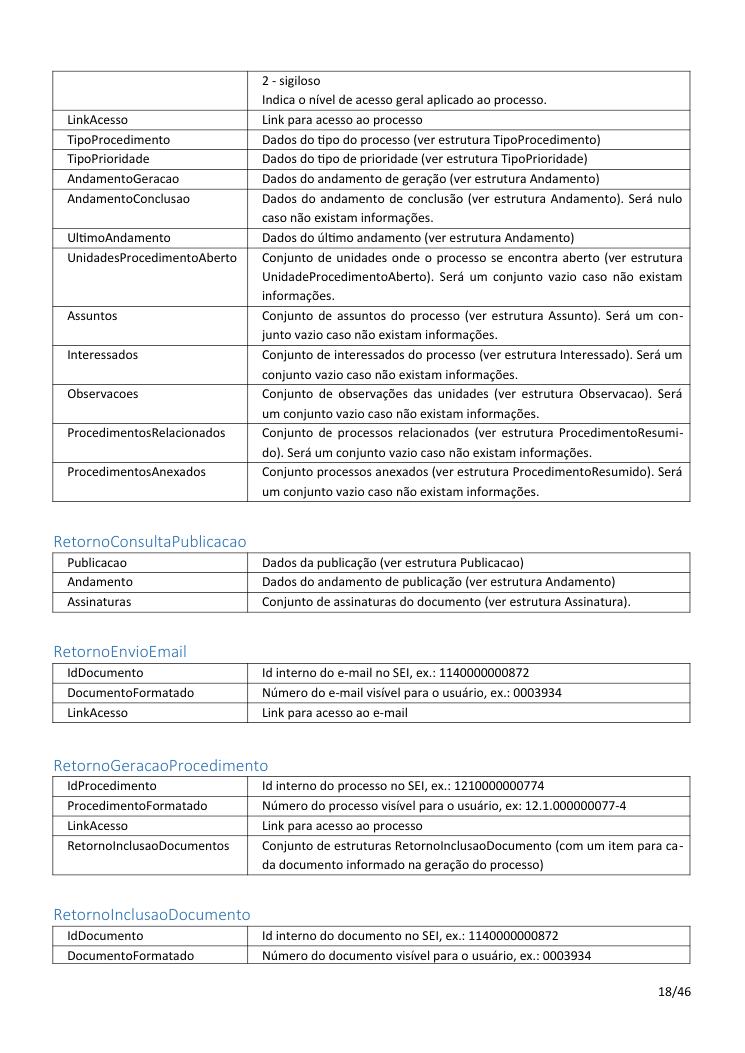 2 - sigiloso
Indica o nível de acesso geral aplicado ao processo.
LinkAcesso Link para acesso ao processo
TipoProcedimento Dados do tipo do processo (ver estrutura TipoProcedimento)
TipoPrioridade Dados do tipo de prioridade (ver estrutura TipoPrioridade)
AndamentoGeracao Dados do andamento de geração (ver estrutura Andamento)
AndamentoConclusao Dados do andamento de conclusão (ver estrutura Andamento). Será nulo
caso não existam informações.
UltimoAndamento Dados do último andamento (ver estrutura Andamento)
UnidadesProcedimentoAberto Conjunto de unidades onde o processo se encontra aberto (ver estrutura
UnidadeProcedimentoAberto). Será um conjunto vazio caso não existam
informações.
Assuntos Conjunto de assuntos do processo (ver estrutura Assunto). Será um con-
junto vazio caso não existam informações.
Interessados Conjunto de interessados do processo (ver estrutura Interessado). Será um
conjunto vazio caso não existam informações.
Observacoes Conjunto de observações das unidades (ver estrutura Observacao). Será
um conjunto vazio caso não existam informações.
ProcedimentosRelacionados Conjunto de processos relacionados (ver estrutura ProcedimentoResumi-
do). Será um conjunto vazio caso não existam informações.
ProcedimentosAnexados Conjunto processos anexados (ver estrutura ProcedimentoResumido). Será
um conjunto vazio caso não existam informações.
RetornoConsultaPublicacao
Publicacao Dados da publicação (ver estrutura Publicacao)
Andamento Dados do andamento de publicação (ver estrutura Andamento)
Assinaturas Conjunto de assinaturas do documento (ver estrutura Assinatura).
RetornoEnvioEmail
IdDocumento Id interno do e-mail no SEI, ex.: 1140000000872
DocumentoFormatado Número do e-mail visível para o usuário, ex.: 0003934
LinkAcesso Link para acesso ao e-mail
RetornoGeracaoProcedimento
IdProcedimento Id interno do processo no SEI, ex.: 1210000000774
ProcedimentoFormatado Número do processo visível para o usuário, ex: 12.1.000000077-4
LinkAcesso Link para acesso ao processo
RetornoInclusaoDocumentos Conjunto de estruturas RetornoInclusaoDocumento (com um item para ca-
da documento informado na geração do processo)
RetornoInclusaoDocumento
IdDocumento Id interno do documento no SEI, ex.: 1140000000872
DocumentoFormatado Número do documento visível para o usuário, ex.: 0003934
18/46